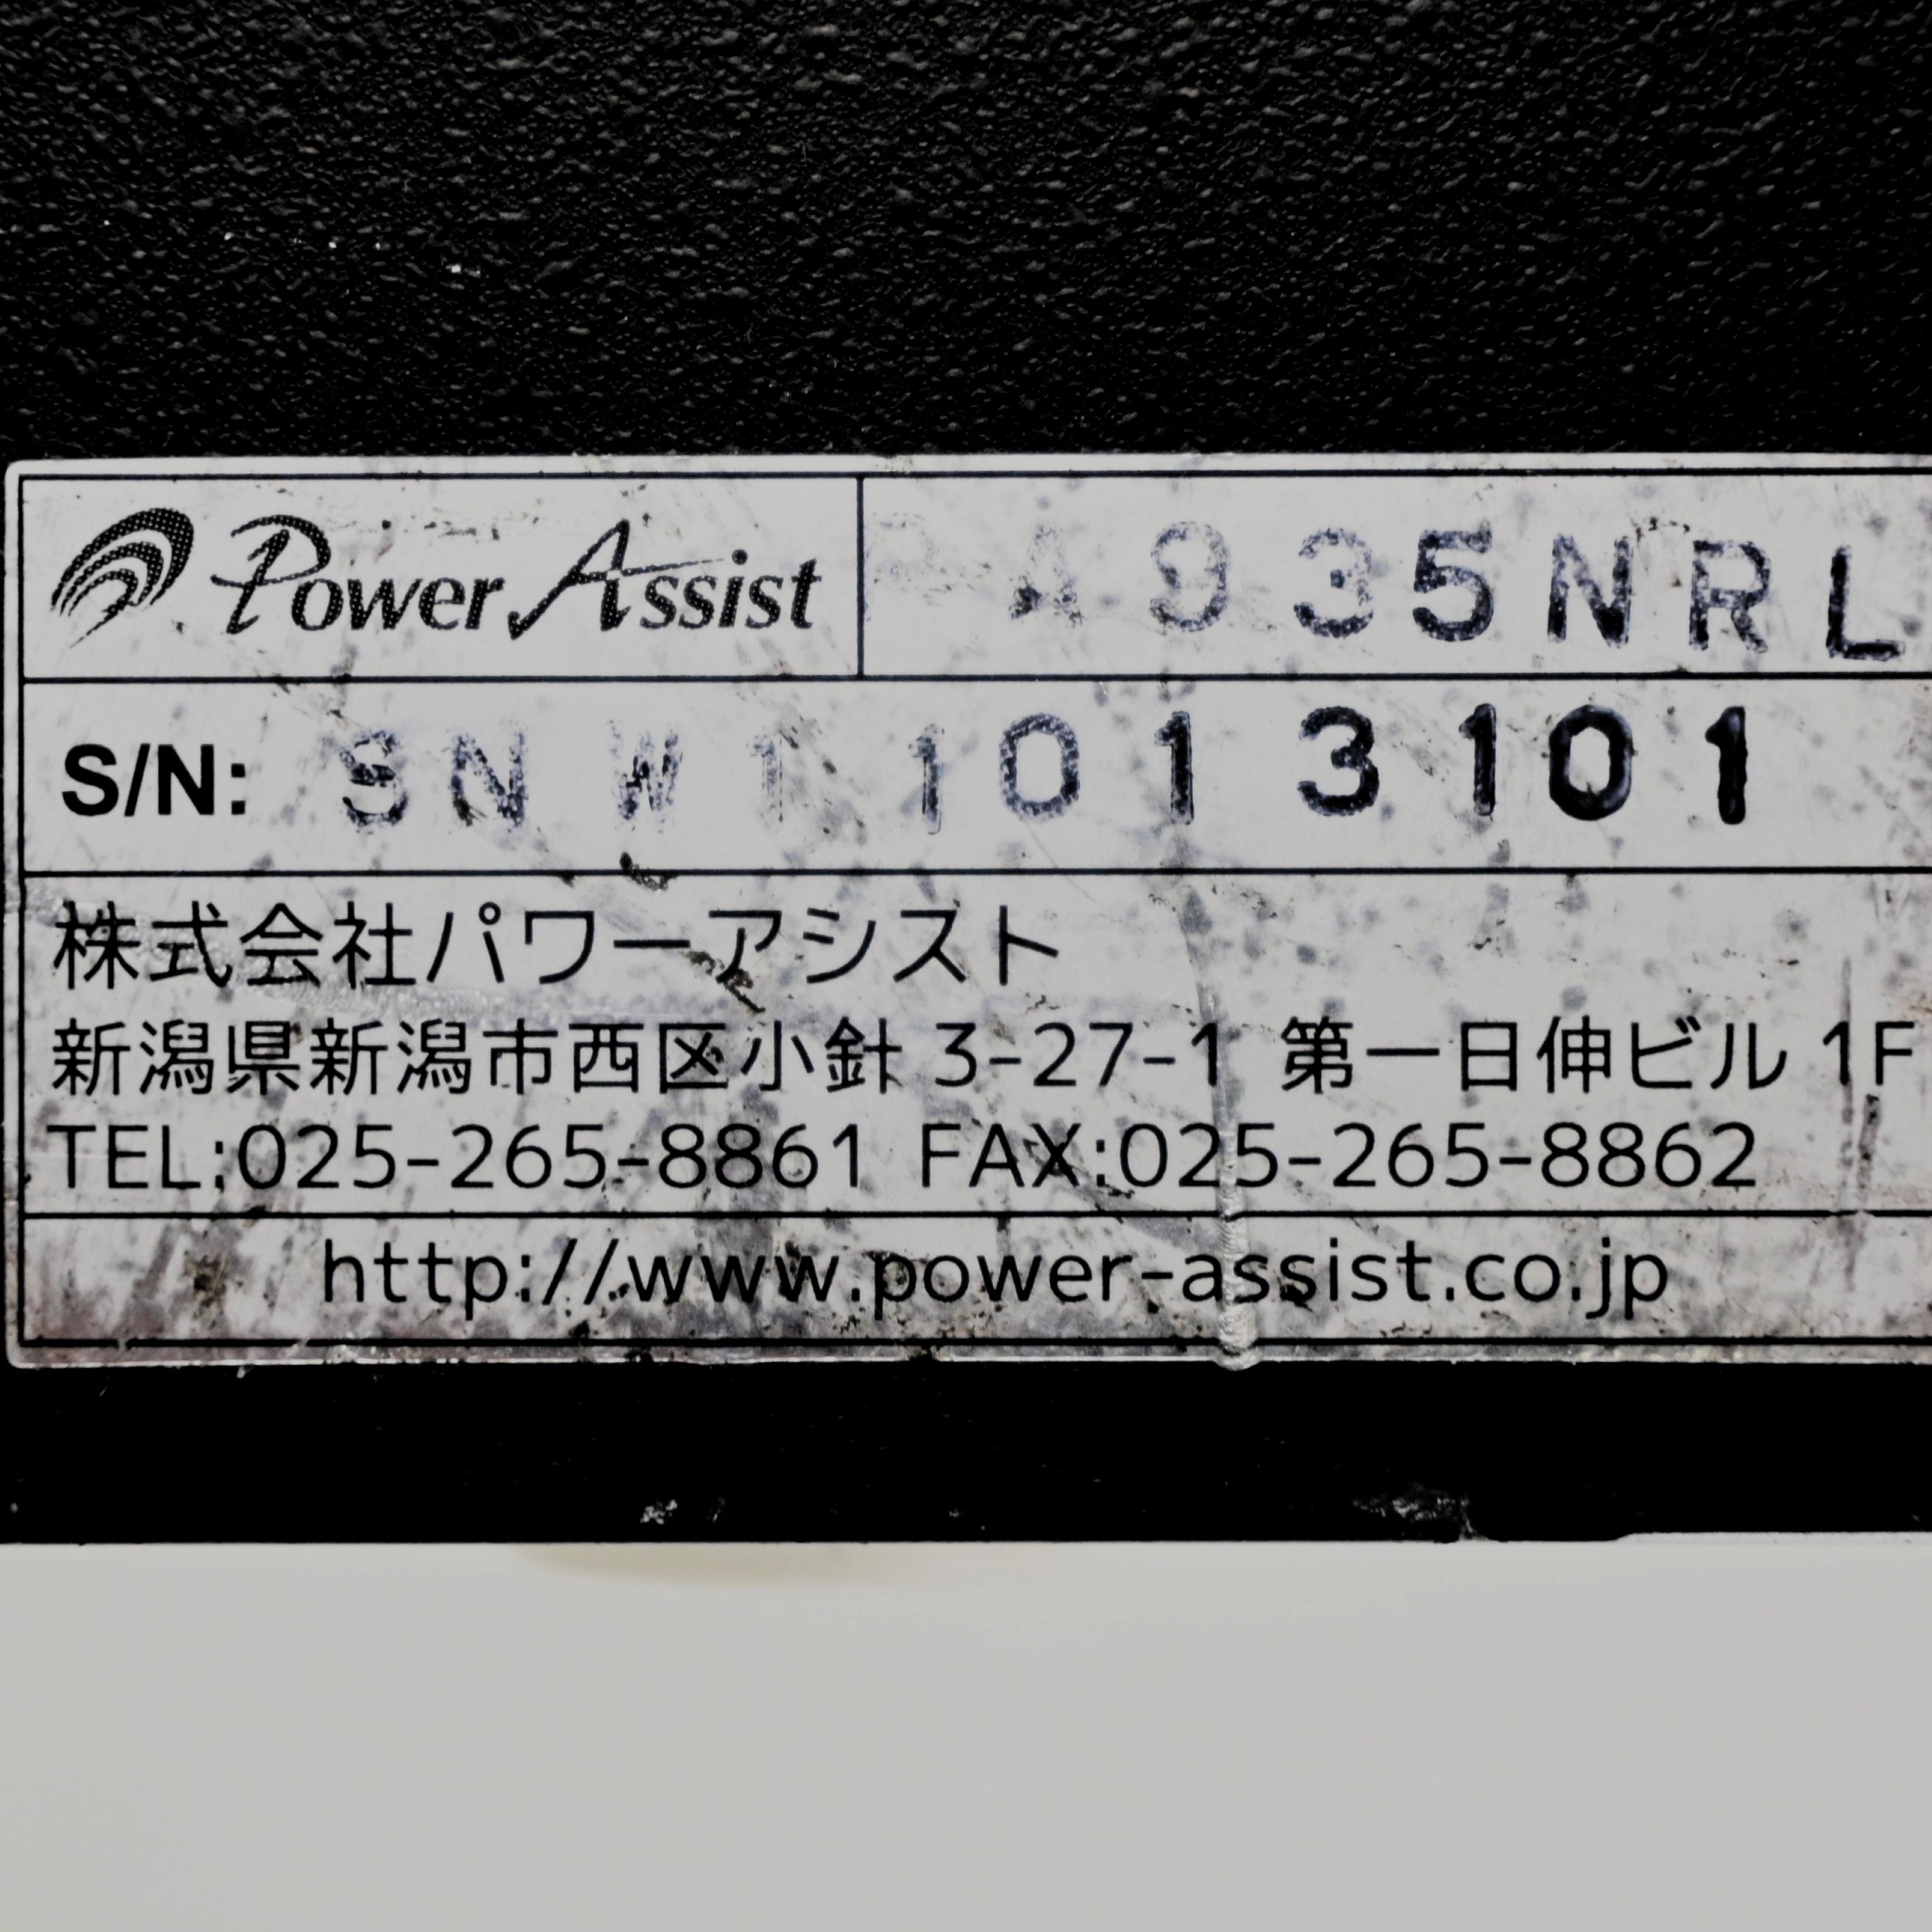 Power Assist PA935NRL
S/N: SNW11013101
株式会社パワーアシスト
新潟県新潟市西区小針 3-27-1 第一日伸ビル 1F
TEL:025-265-8861 FAX:025-265-8862
http://www.power-assist.co.jp